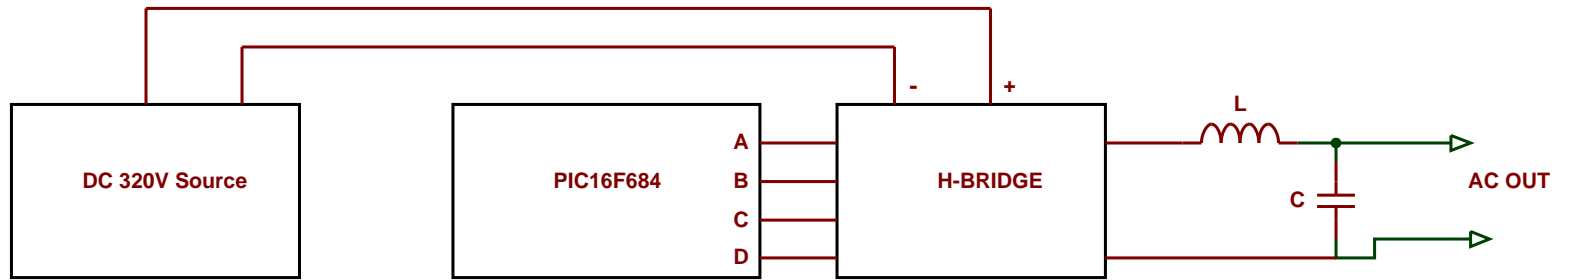 -
+
L
A
DC 320V Source
PIC16F684
B
H-BRIDGE
AC OUT
C
C
D